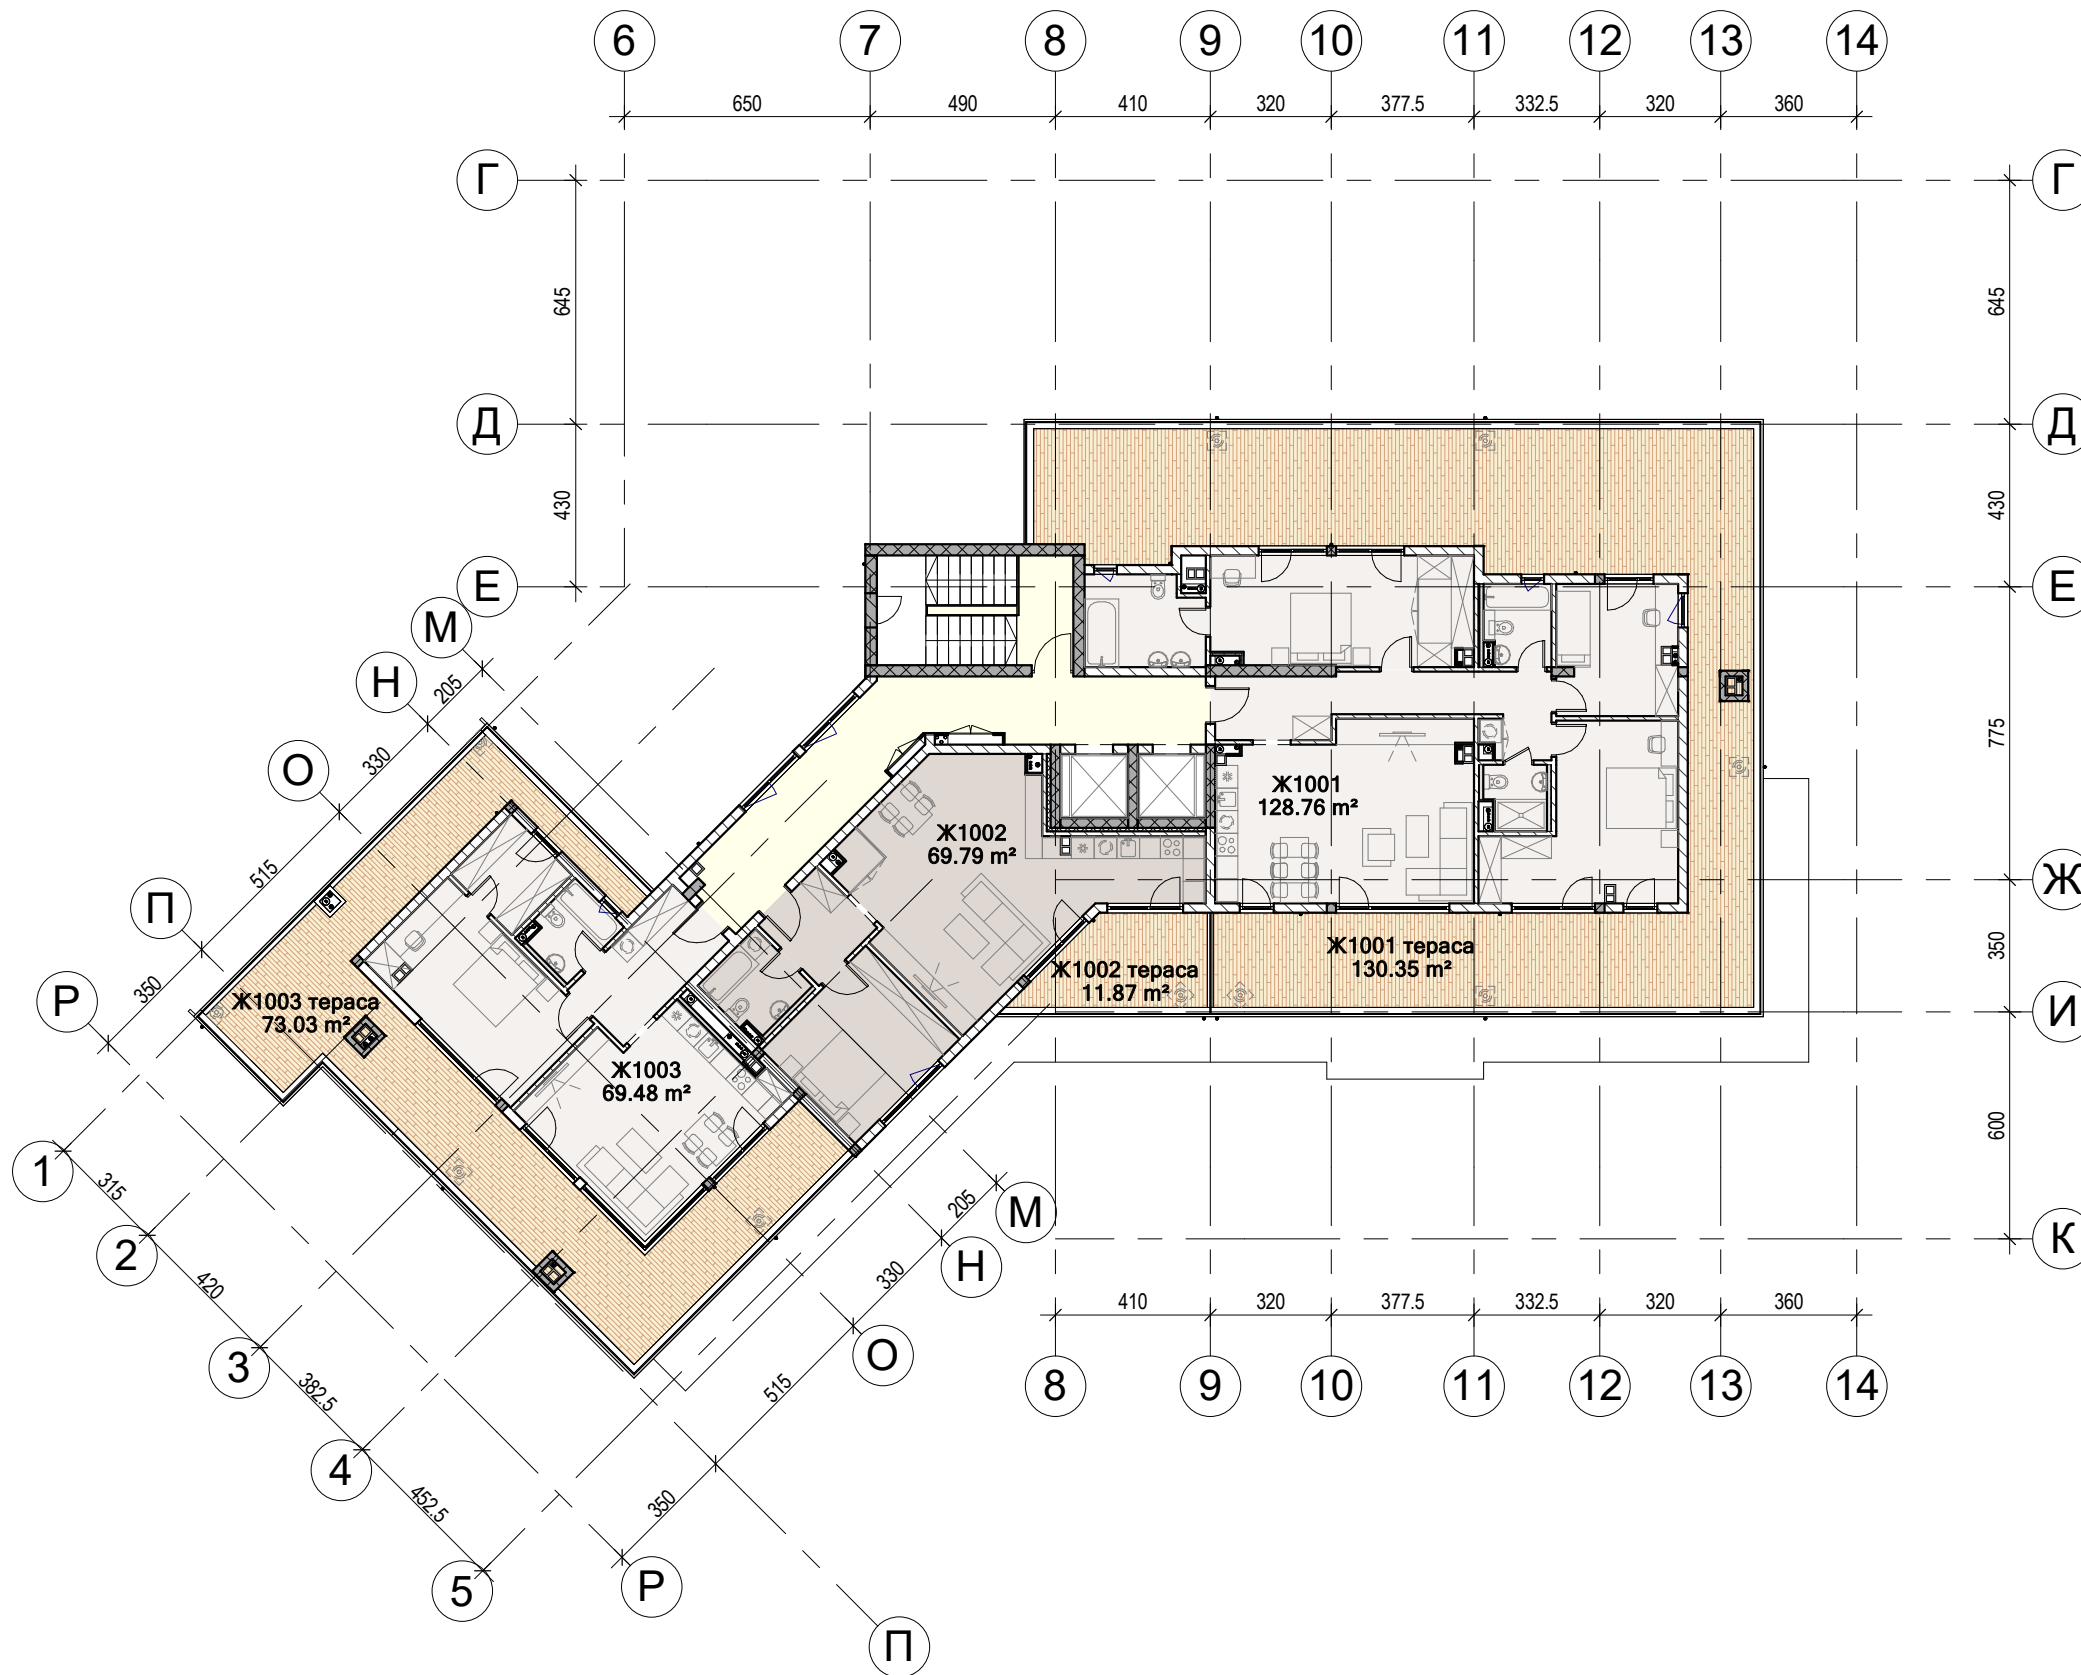 6 7 8 9 10 11 12 13 14
650 490 410 320 377.5 332.5 320 360
Г Г
645 645
Д Д
430 430
Е Е
М
Н
205
330
О
515
П
350
Р
775
Ж1001
128.76 m²
Ж1002
69.79 m²
Ж
350
Ж1001 тераса
130.35 m²
Ж1002 тераса
11.87 m²
Ж1003 тераса
73.03 m²
И
Ж1003
69.48 m²
600
1
315
2
420
3
382.5
4
452.5
5
205
М
Н
330
О
515
350
Р
П
К
410 320 377.5 332.5 320 360
8 9 10 11 12 13 14